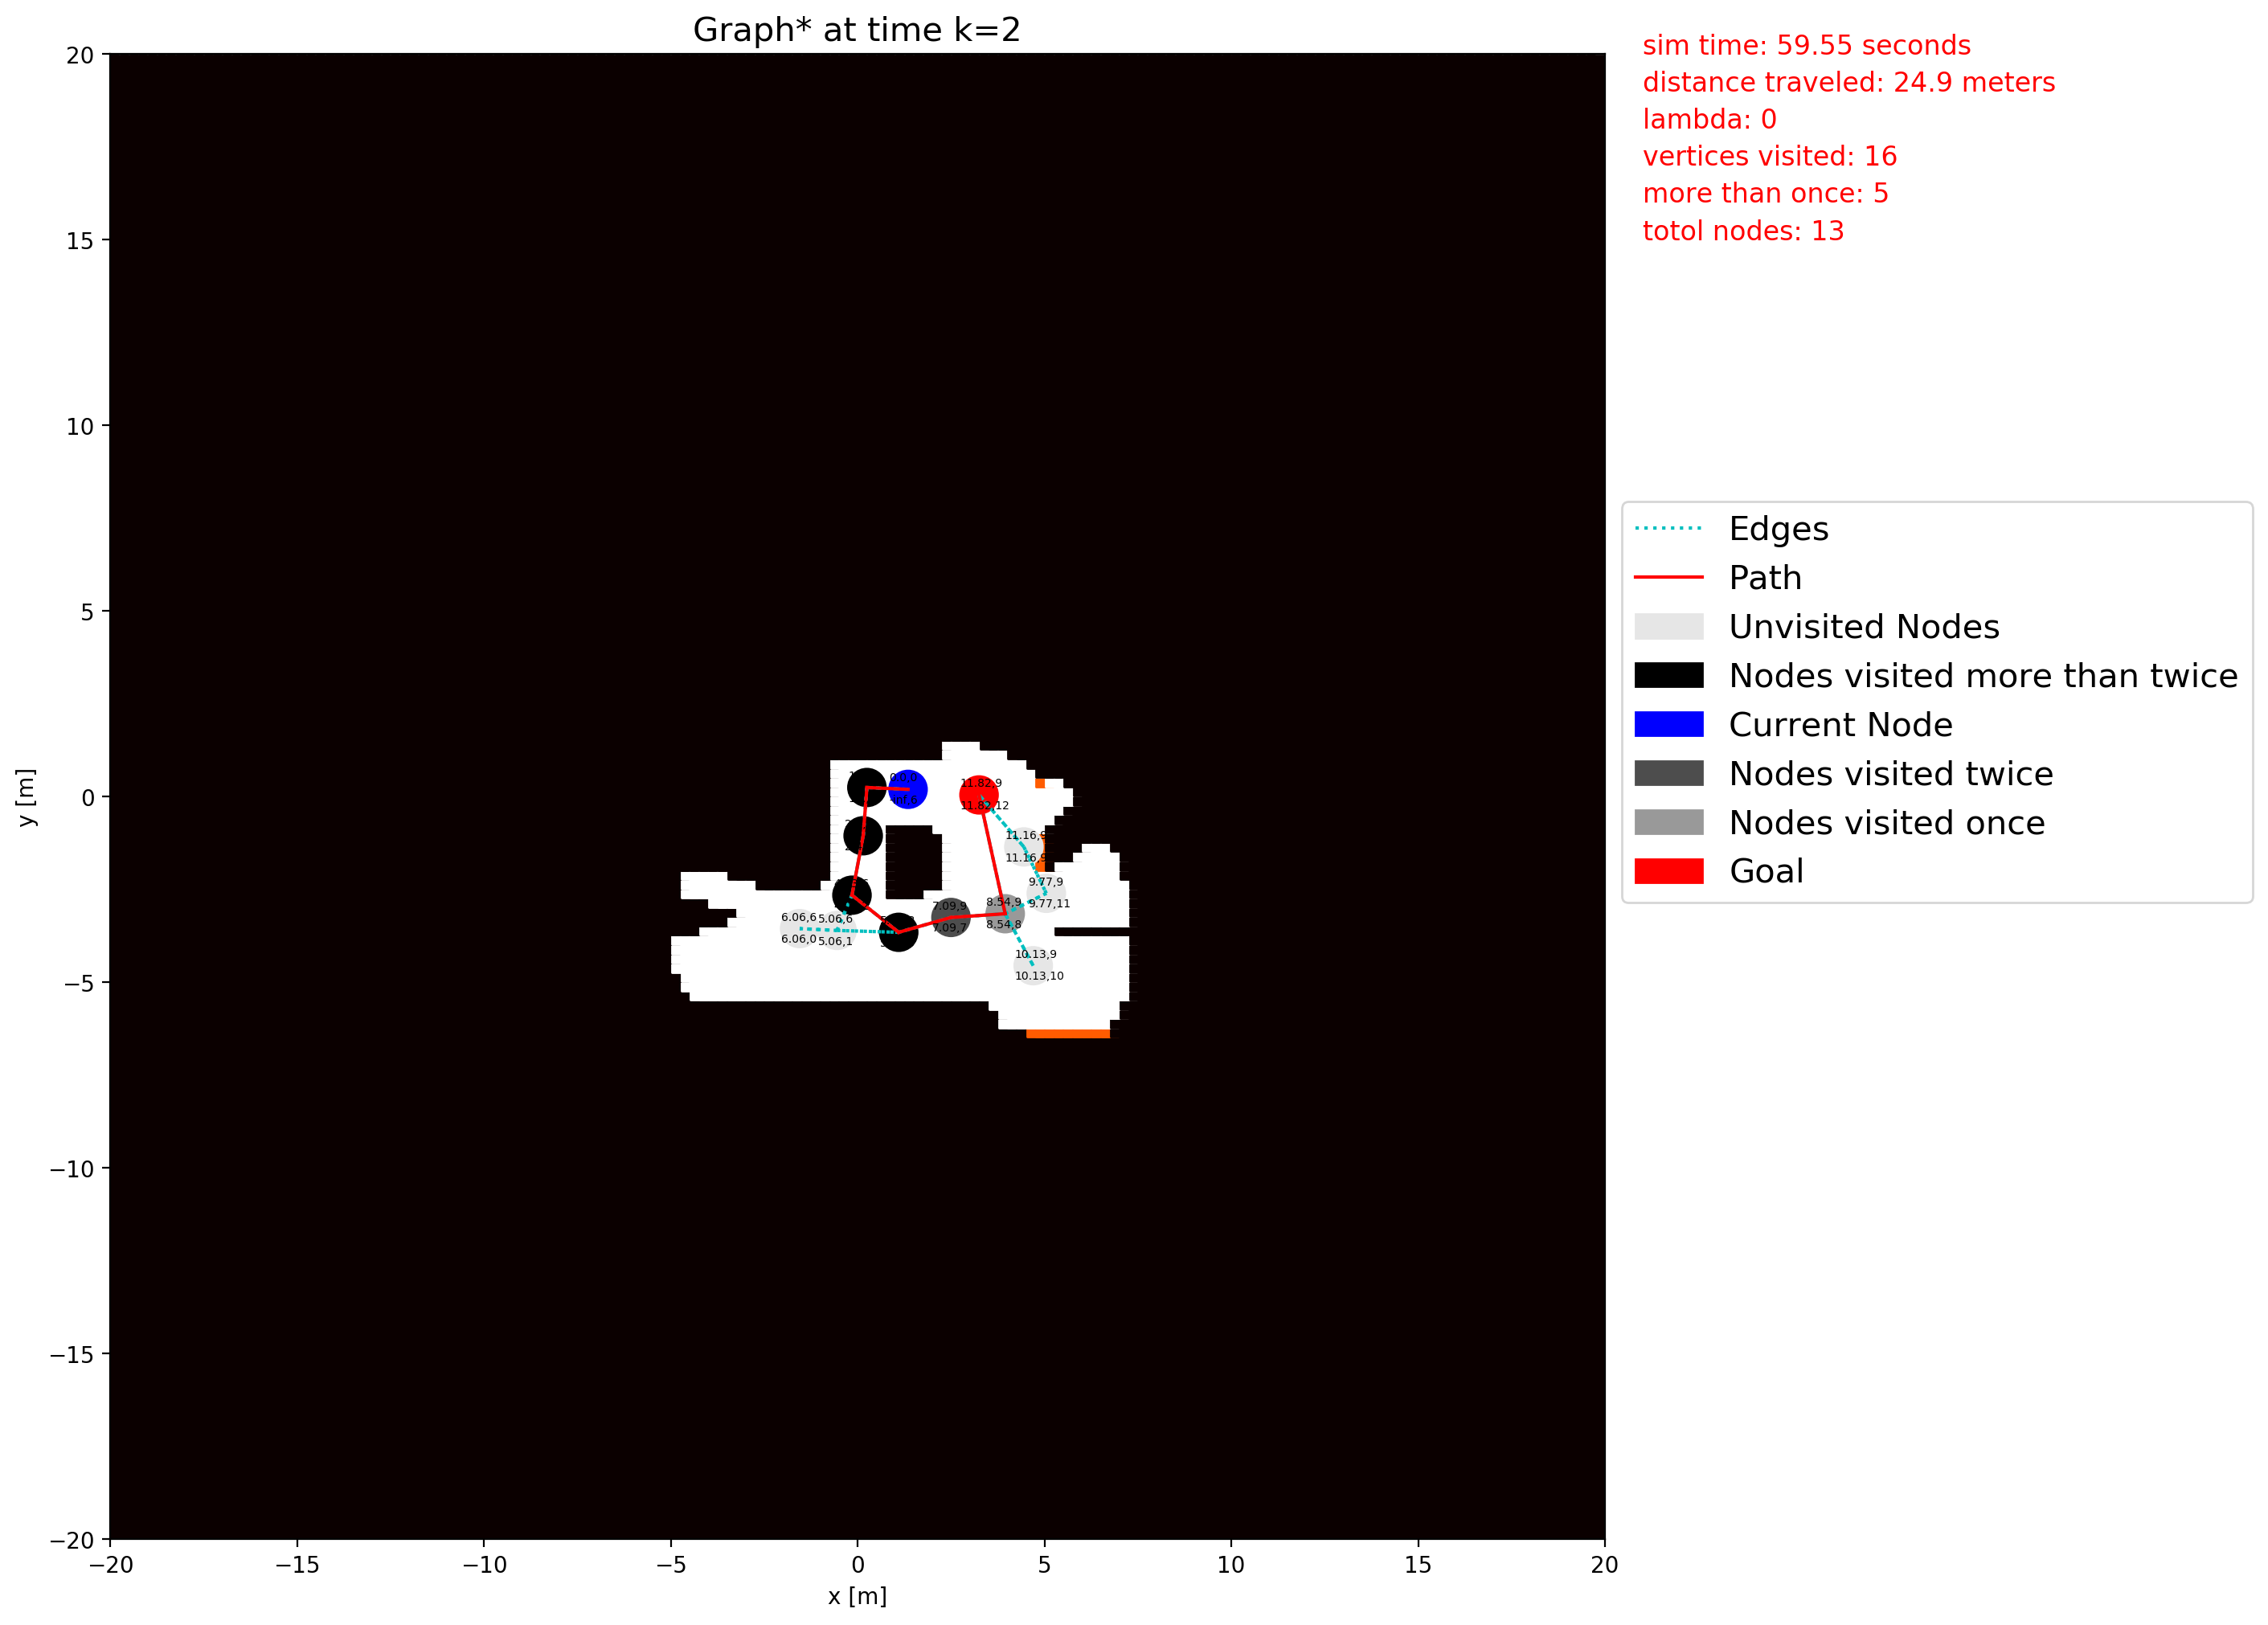 Graph* at time k=2
sim time: 59.55 seconds
distance traveled: 24.9 meters
lambda: 0
vertices visited: 16
more than once: 5
totol nodes: 13
20
15
10
5
0
−5
−10
−15
−20
y [m]
−20
−15
−10
−5
0
5
10
15
20
x [m]
11.82,9
11.82,12
11.16,9
9.77,9
9.77,11
8.54,9
8.54,8
7.09,9
7.09,7
6.06,6
6.06,0
5.06,6
5.06,1
10.13,9
10.13,10
Edges
Path
Unvisited Nodes
Nodes visited more than twice
Current Node
Nodes visited twice
Nodes visited once
Goal